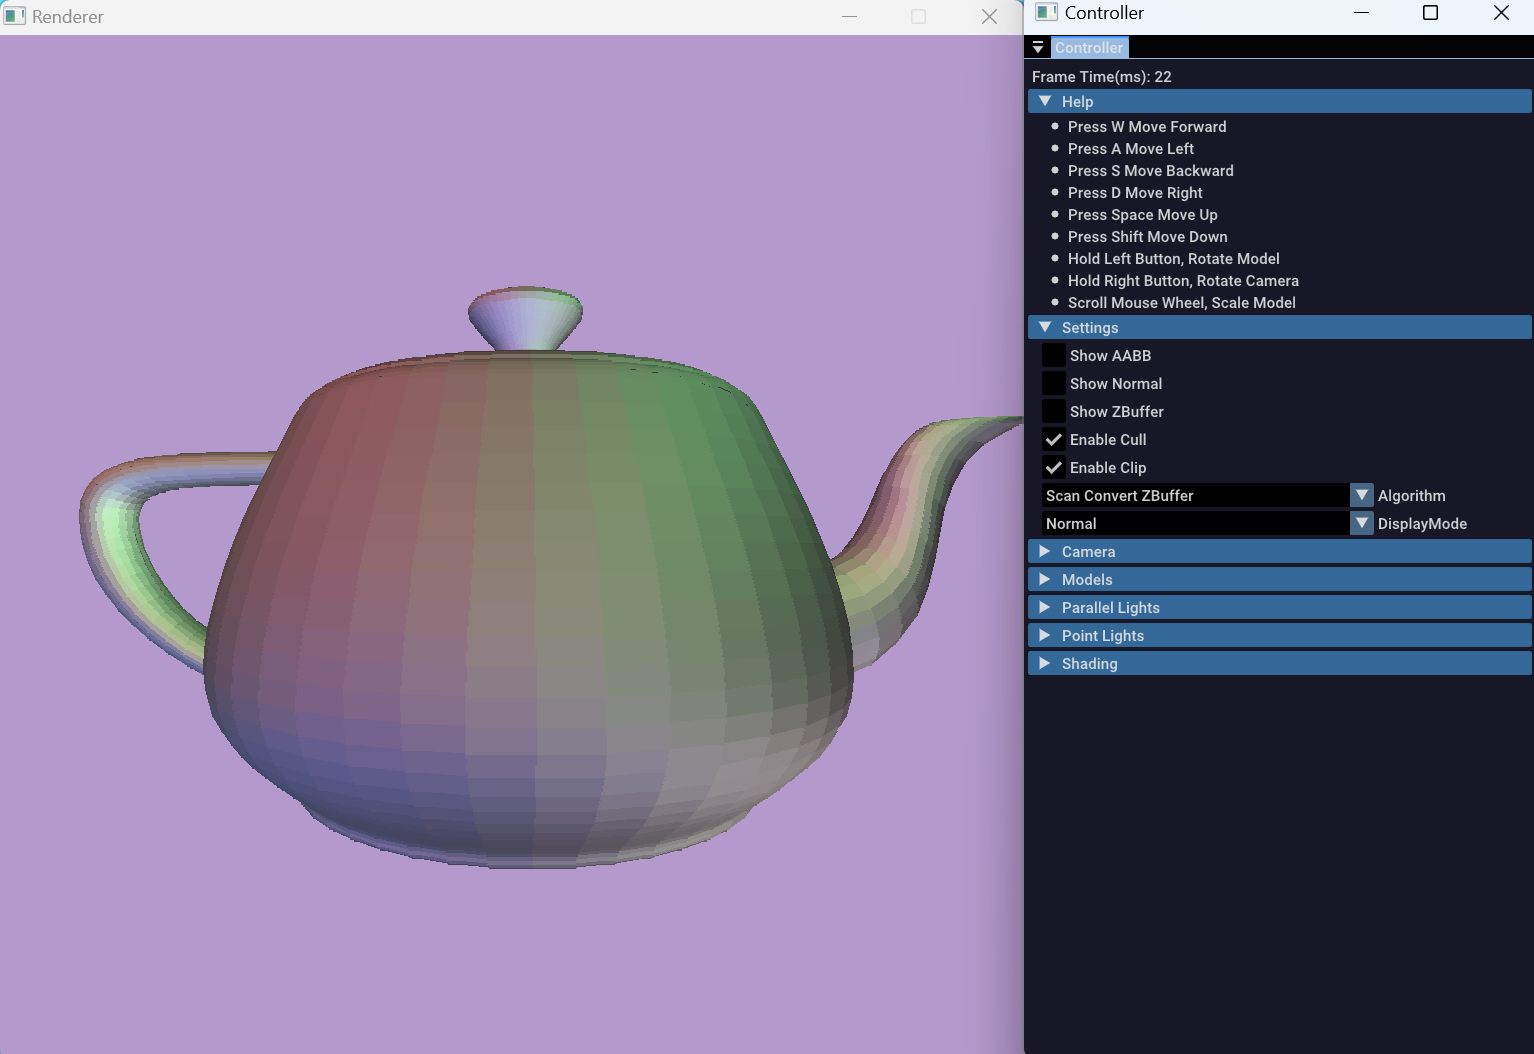 Renderer
Controller
Controller
Frame Time(ms): 22
Help
Press W Move Forward
Press A Move Left
Press S Move Backward
Press D Move Right
Press Space Move Up
Press Shift Move Down
Hold Left Button, Rotate Model
Hold Right Button, Rotate Camera
Scroll Mouse Wheel, Scale Model
Settings
Show AABB
Show Normal
Show ZBuffer
Enable Cull
Enable Clip
Scan Convert ZBuffer Algorithm
Normal DisplayMode
Camera
Models
Parallel Lights
Point Lights
Shading